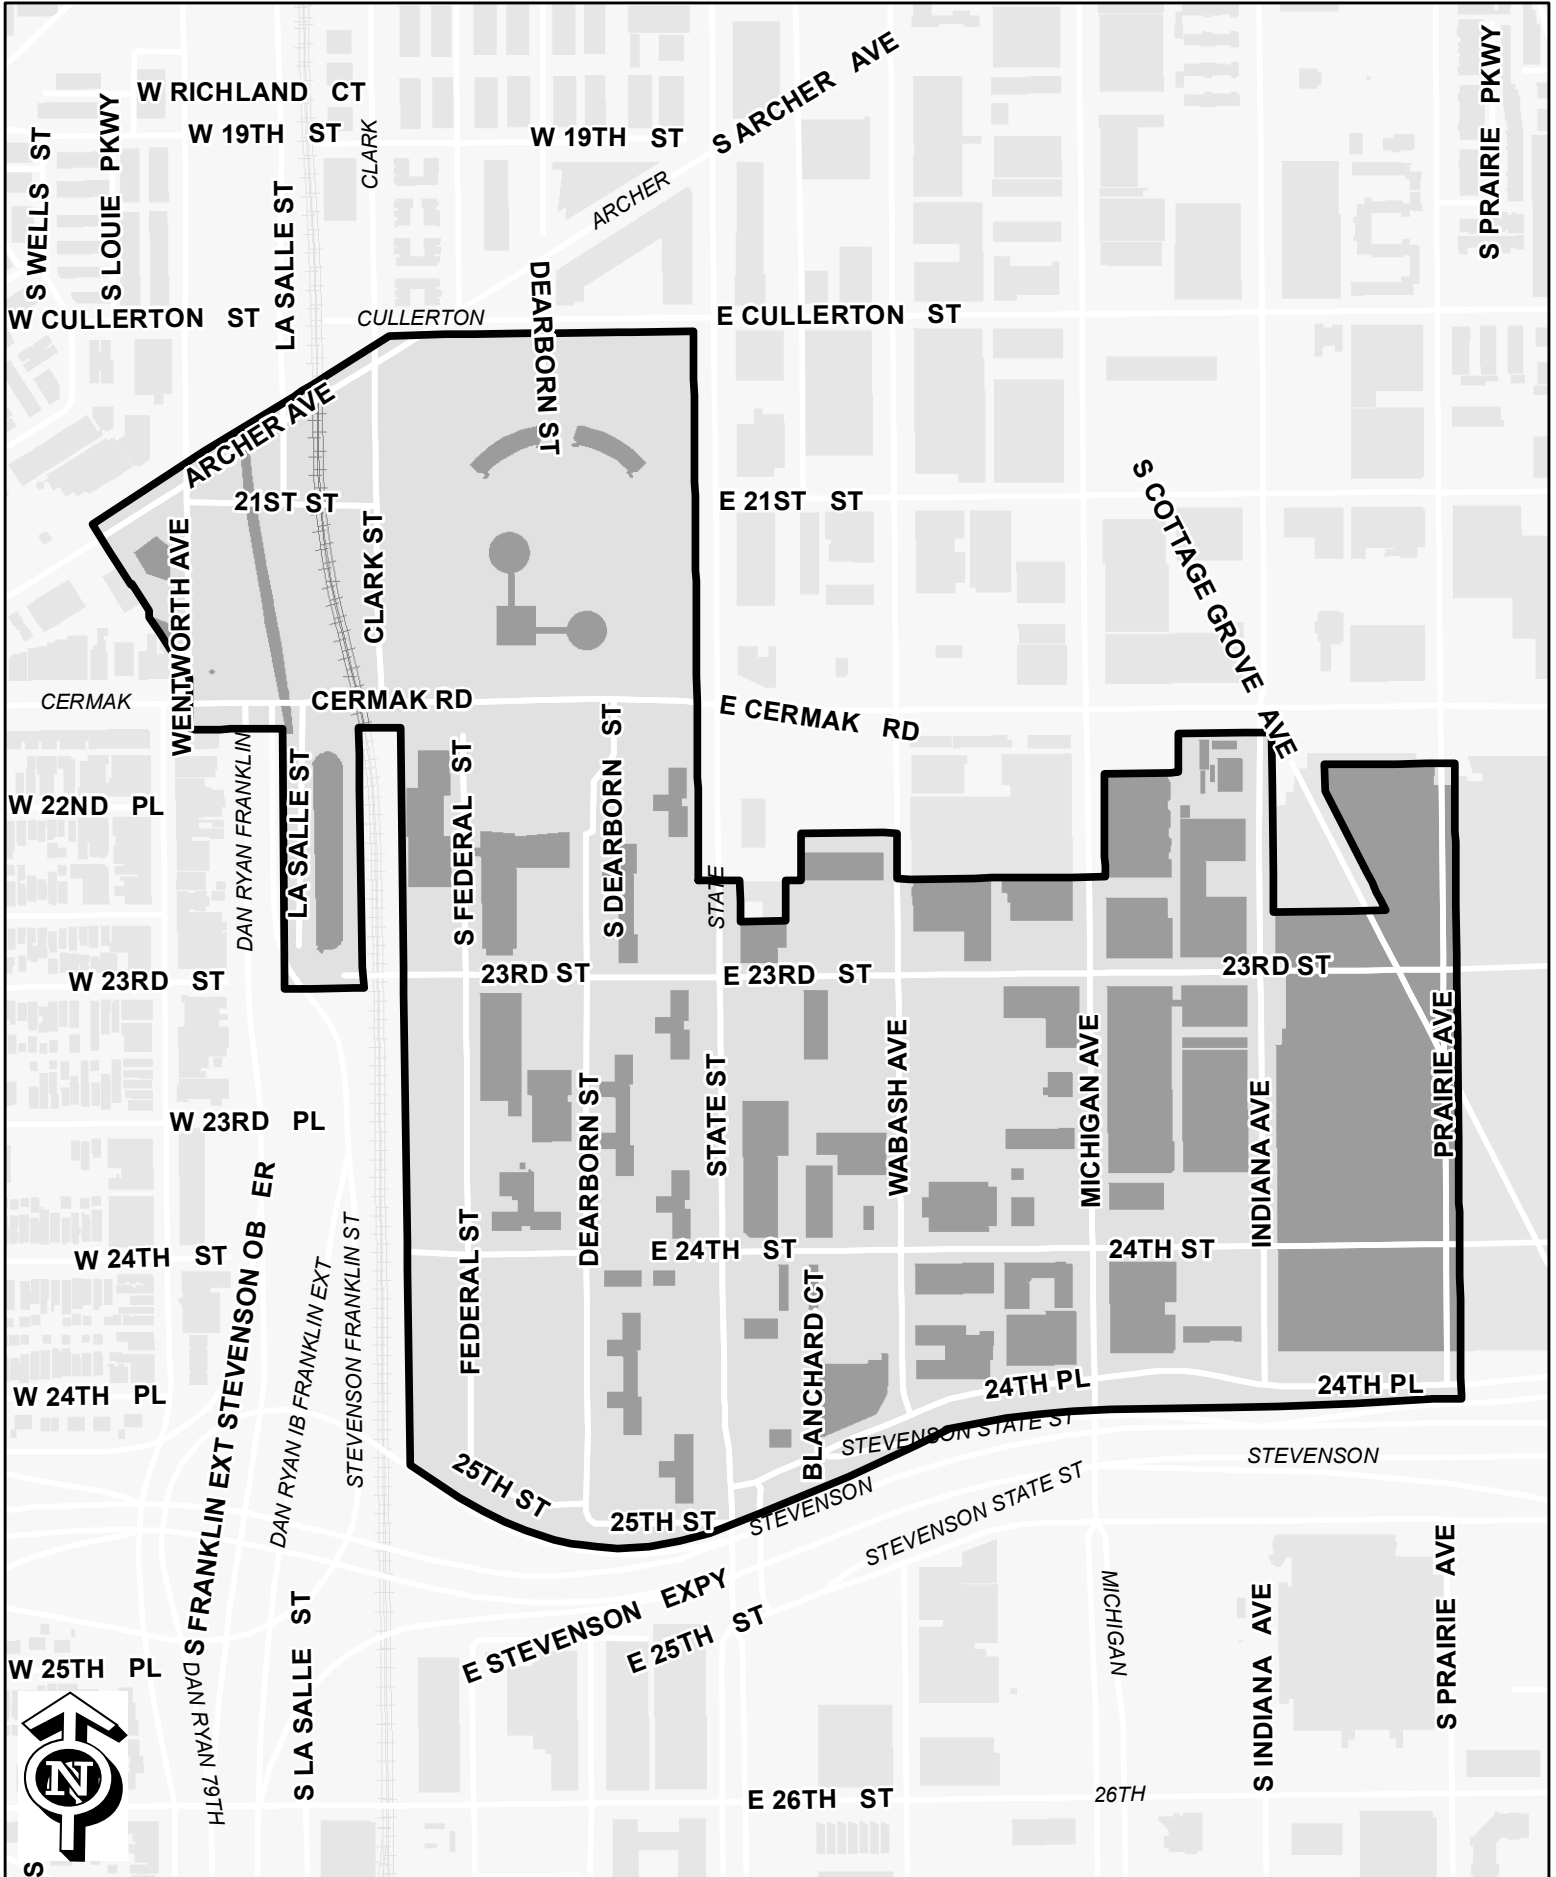 W RICHLAND CT
S ARCHER AVE
S PRAIRIE PKWY
S WELLS ST
S LOUIE PKWY
W 19TH ST
CLARK
W 19TH ST
ARCHER
LA SALLE ST
W CULLERTON ST
CULLERTON
DEARBORN ST
E CULLERTON ST
ARCHER AVE
21ST ST
E 21ST ST
S COTTAGE GROVE AVE
WENTWORTH AVE
CLARK ST
CERMAK
CERMAK RD
E CERMAK RD
W 22ND PL
DAN RYAN FRANKLIN
LA SALLE ST
S FEDERAL ST
S DEARBORN ST
STATE
W 23RD ST
23RD ST
E 23RD ST
23RD ST
PRAIRIE AVE
W 23RD PL
DEARBORN ST
STATE ST
WABASH AVE
MICHIGAN AVE
INDIANA AVE
W 24TH ST
S FRANKLIN EXT STEVENSON OB ER
DAN RYAN IB FRANKLIN EXT
STEVENSON FRANKLIN ST
FEDERAL ST
E 24TH ST
24TH ST
BLANCHARD CT
W 24TH PL
24TH PL
24TH PL
STEVENSON STATE ST
STEVENSON
25TH ST
25TH ST
STEVENSON
STEVENSON STATE ST
E STEVENSON EXPY
E 25TH ST
MICHIGAN
S INDIANA AVE
S PRAIRIE AVE
W 25TH PL
DAN RYAN 79TH
S LA SALLE ST
N
E 26TH ST
26TH
S